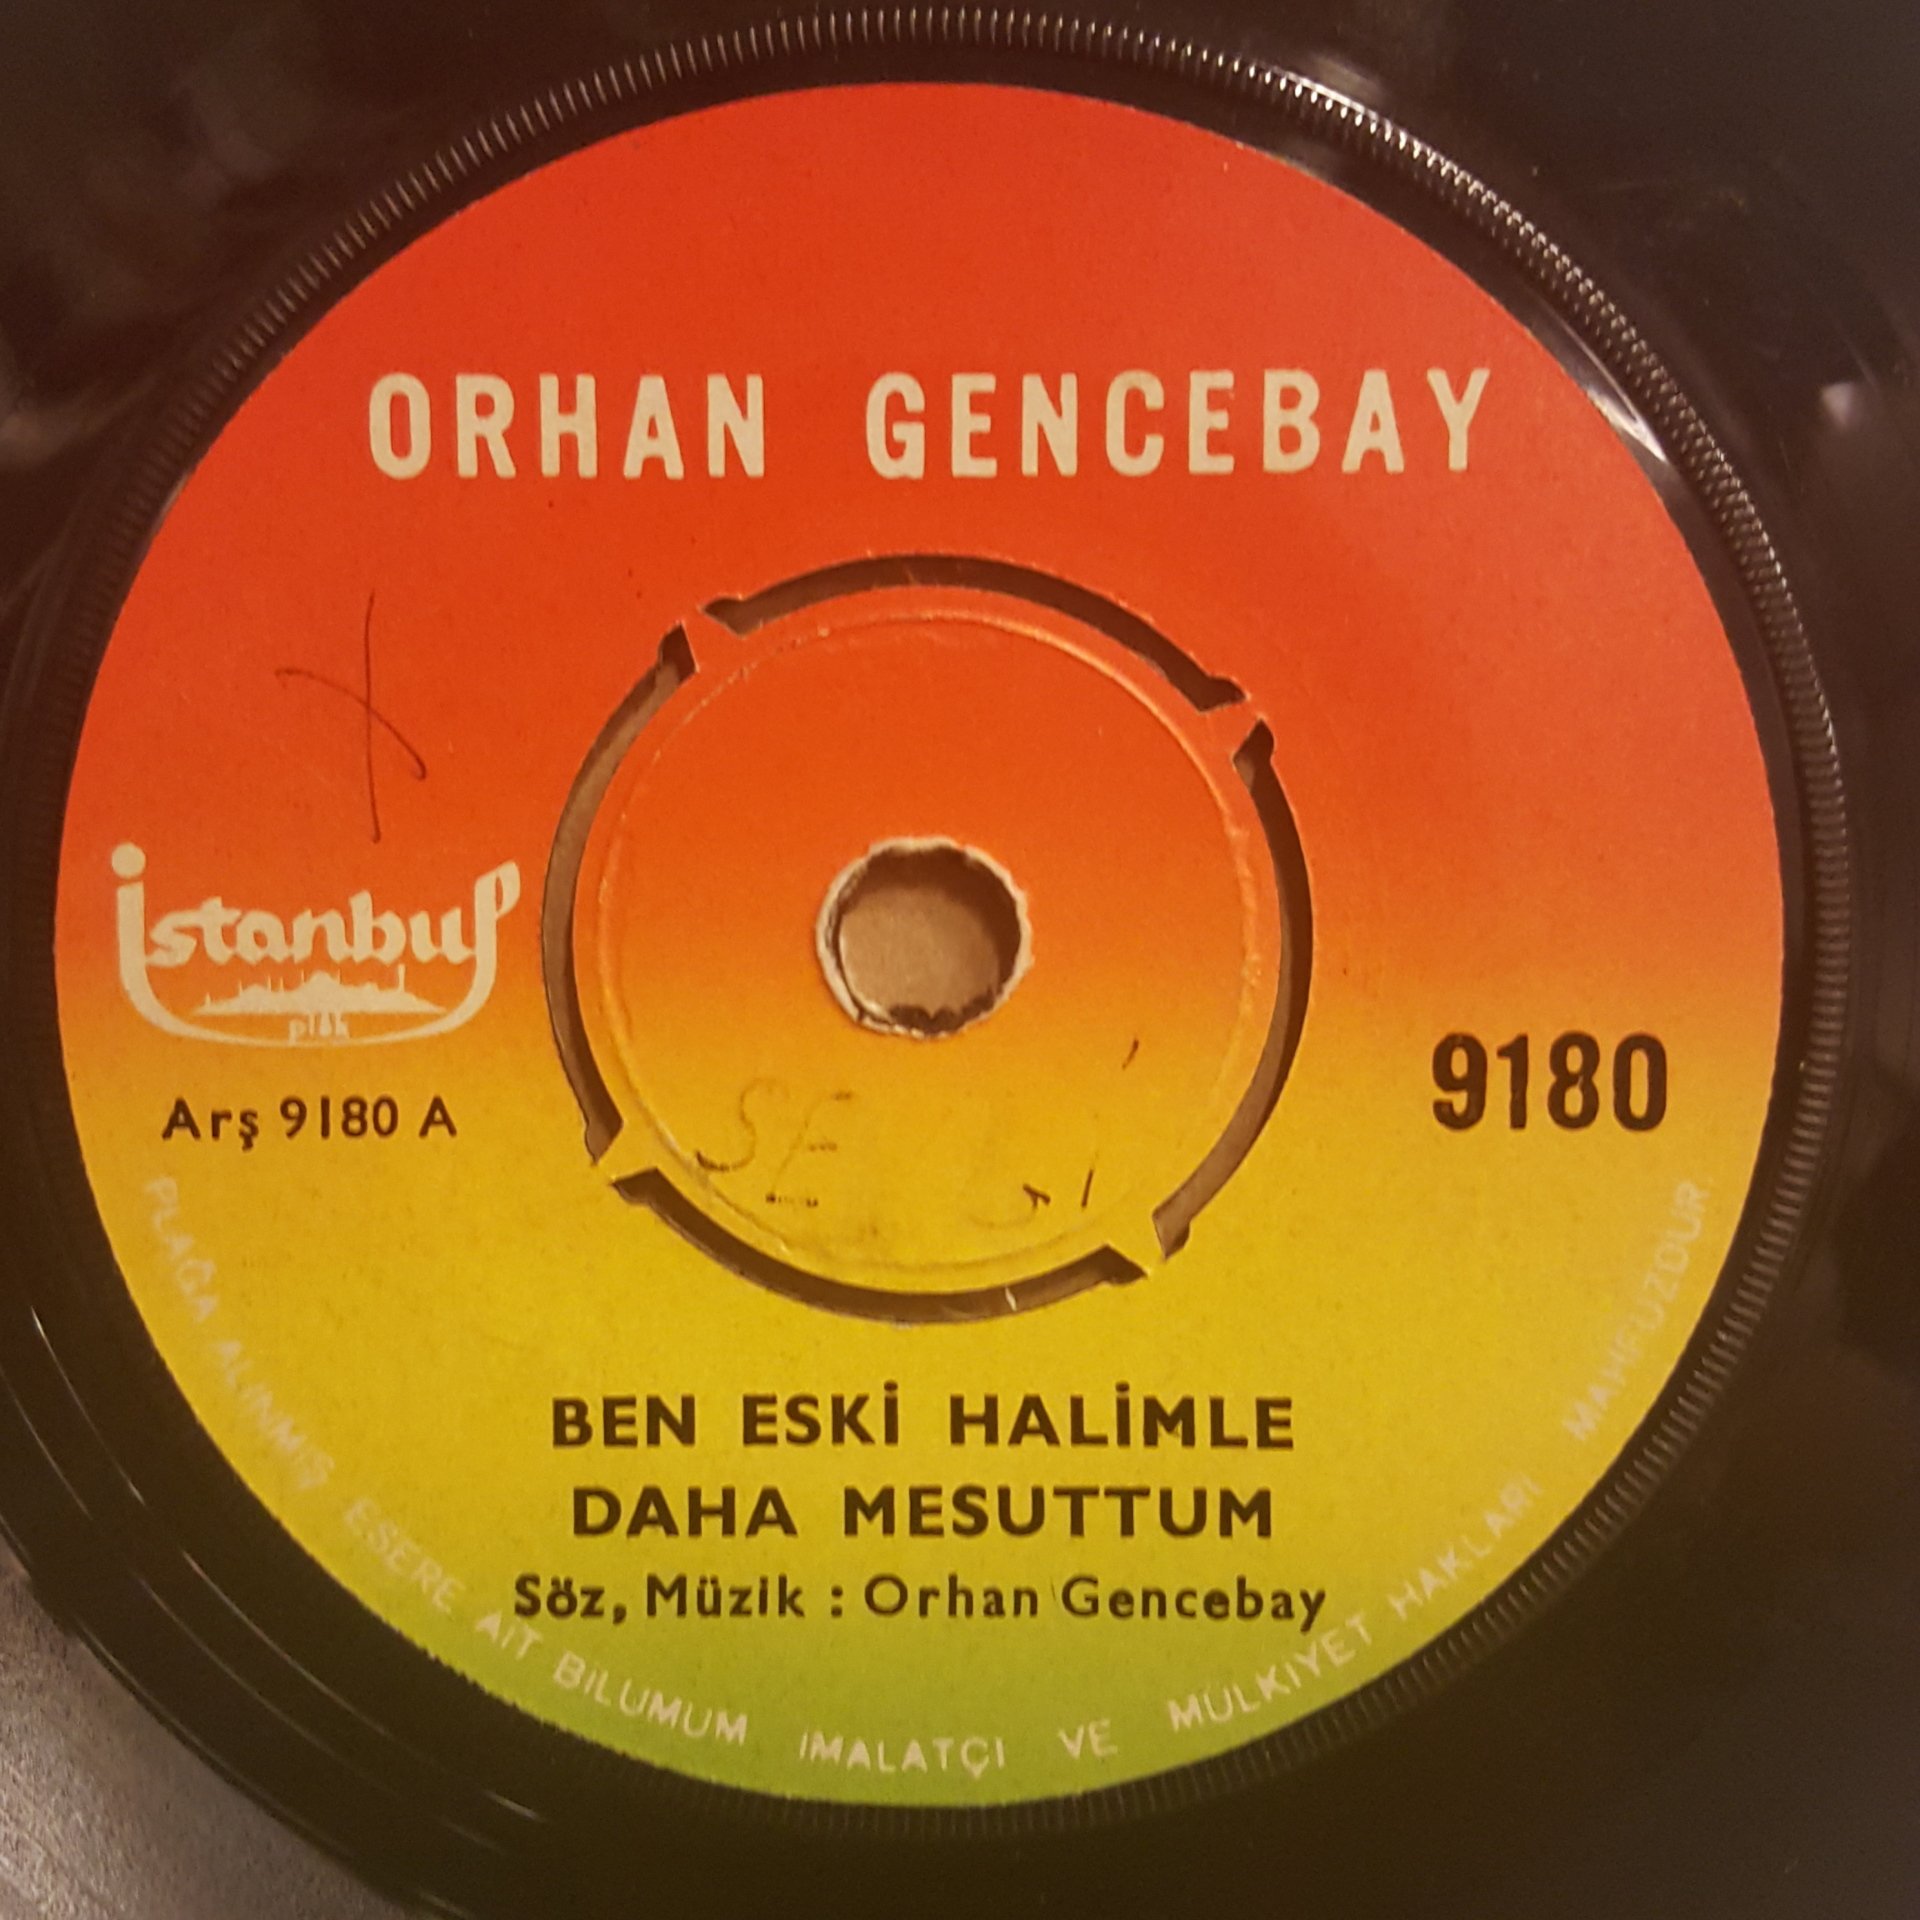 ORHAN GENCEBAY
istanbul
plak
Arş 9180 A
9180
BEN ESKİ HALİMLE
DAHA MESUTTUM
Söz, Müzik : Orhan Gencebay
PLAĞA ALINMIŞ ESERE AİT BİLUMUM İMALATÇI VE MÜLKİYET HAKLARI MAHFUZDUR.